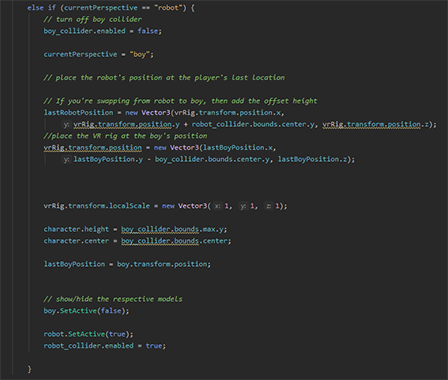 else if (currentPerspective == "robot") {
// turn off boy collider
boy_collider.enabled = false;
currentPerspective = "boy";
// place the robot's position at the player's last location
// If you're swapping from robot to boy, then add the offset height
lastRobotPosition = new Vector3(vrRig.transform.position.x,
y: vrRig.transform.position.y + robot_collider.bounds.center.y, vrRig.transform.position.z);
//place the VR rig at the boy's position
vrRig.transform.position = new Vector3(lastBoyPosition.x,
y: lastBoyPosition.y - boy_collider.bounds.center.y, lastBoyPosition.z);
vrRig.transform.localScale = new Vector3( x: 1, y: 1, z: 1);
character.height = boy_collider.bounds.max.y;
character.center = boy_collider.bounds.center;
lastBoyPosition = boy.transform.position;
// show/hide the respective models
boy.SetActive(false);
robot.SetActive(true);
robot_collider.enabled = true;
}